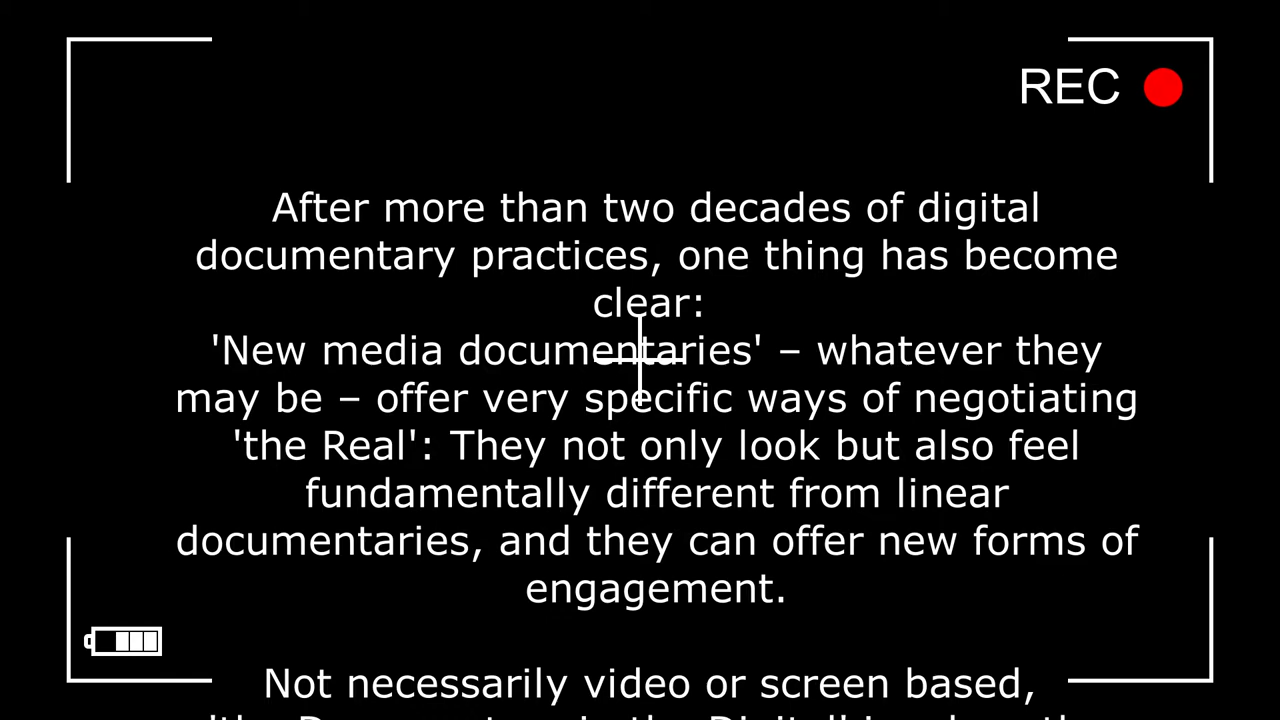 REC
After more than two decades of digital
documentary practices, one thing has become
clear:
'New media documentaries' – whatever they
may be – offer very specific ways of negotiating
'the Real': They not only look but also feel
fundamentally different from linear
documentaries, and they can offer new forms of
engagement.
Not necessarily video or screen based,